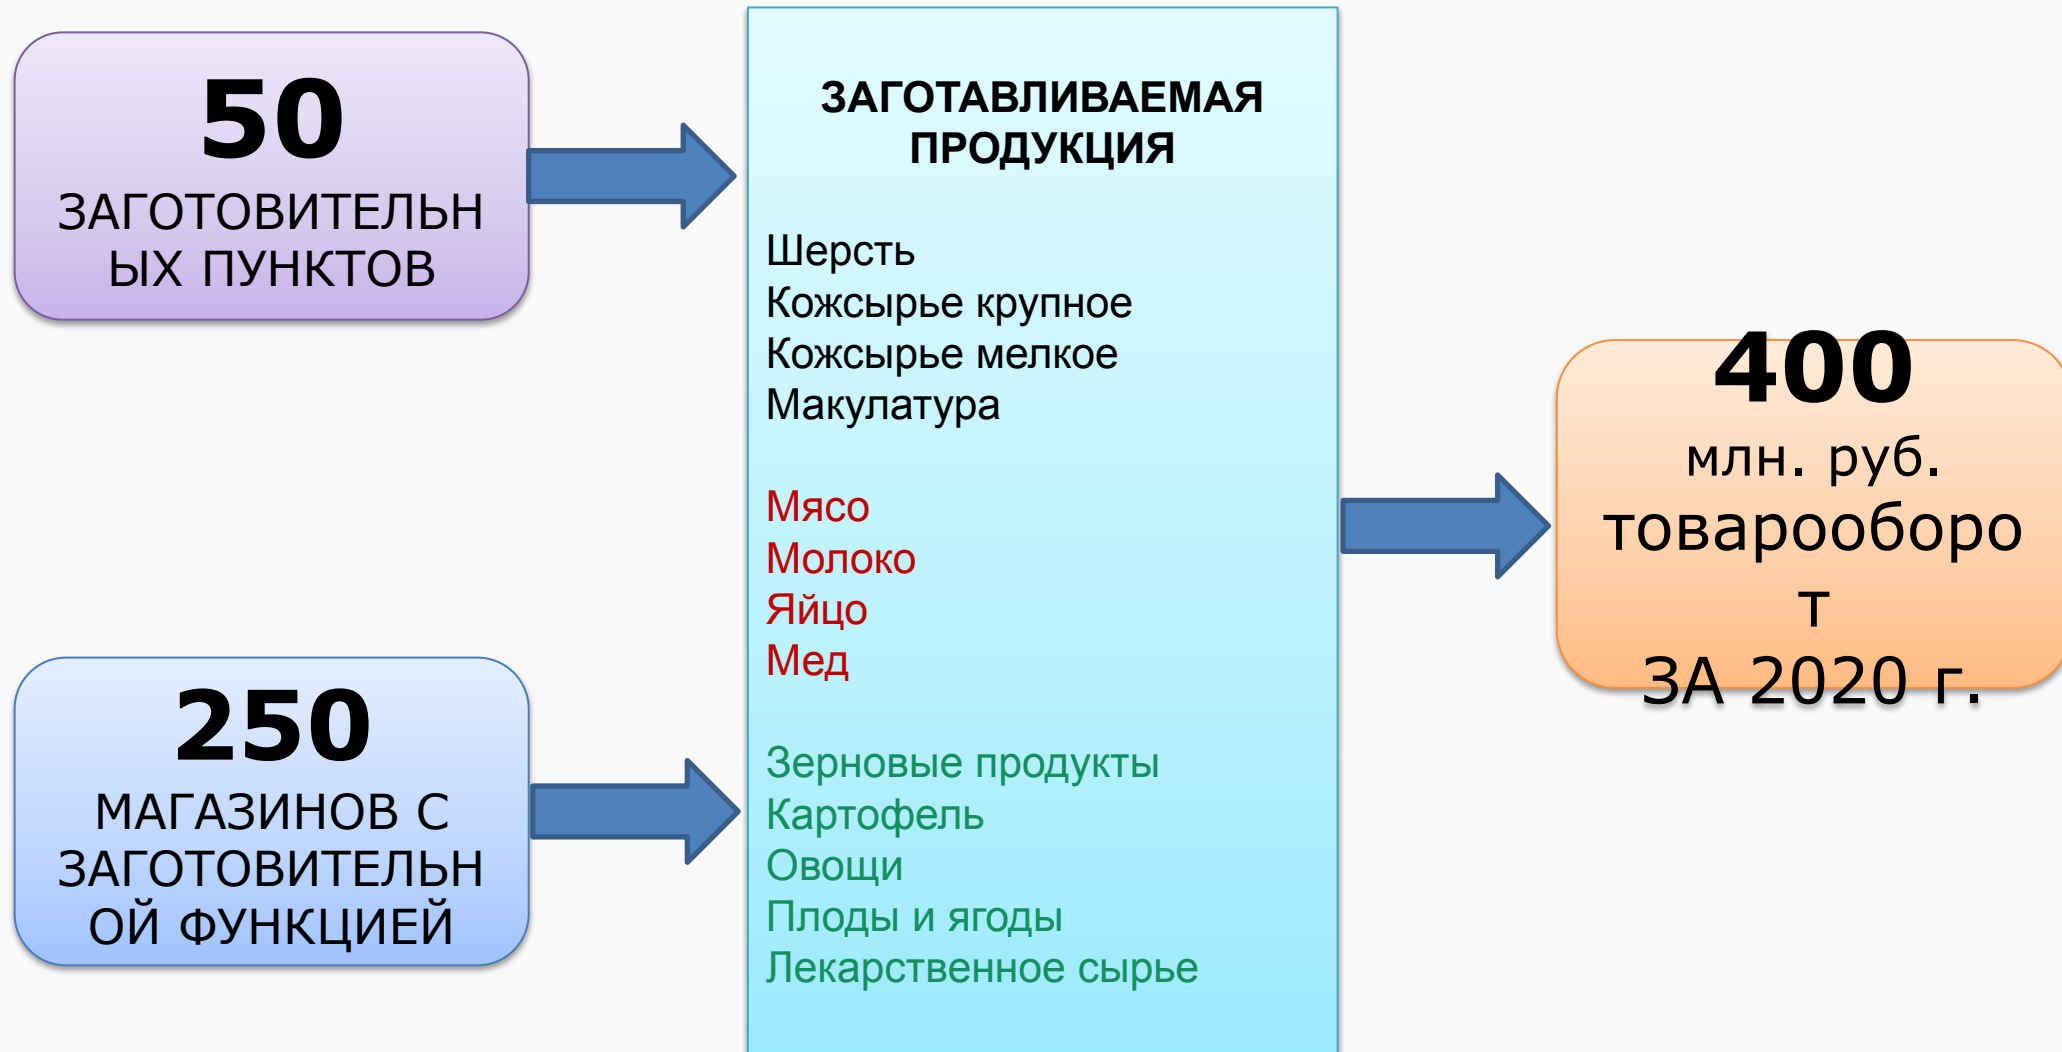 50
ЗАГОТОВИТЕЛЬН
ЫХ ПУНКТОВ
250
МАГАЗИНОВ С
ЗАГОТОВИТЕЛЬН
ОЙ ФУНКЦИЕЙ
ЗАГОТАВЛИВАЕМАЯ
ПРОДУКЦИЯ
Шерсть
Кожсырье крупное
Кожсырье мелкое
Макулатура
Мясо
Молоко
Яйцо
Мед
Зерновые продукты
Картофель
Овощи
Плоды и ягоды
Лекарственное сырье
400
млн. руб.
товарооборо
т
ЗА 2020 г.